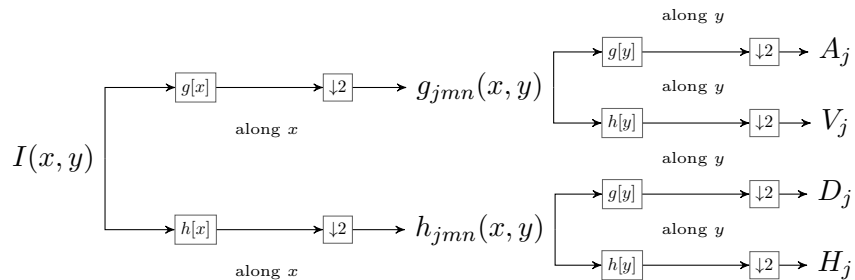 along y
g[y] ↓2 A_j
g[x] ↓2 g_{jmn}(x, y)
along y
along x
h[y] ↓2 V_j
I(x, y)
along y
g[y] ↓2 D_j
h[x] ↓2 h_{jmn}(x, y)
along y
along x
h[y] ↓2 H_j